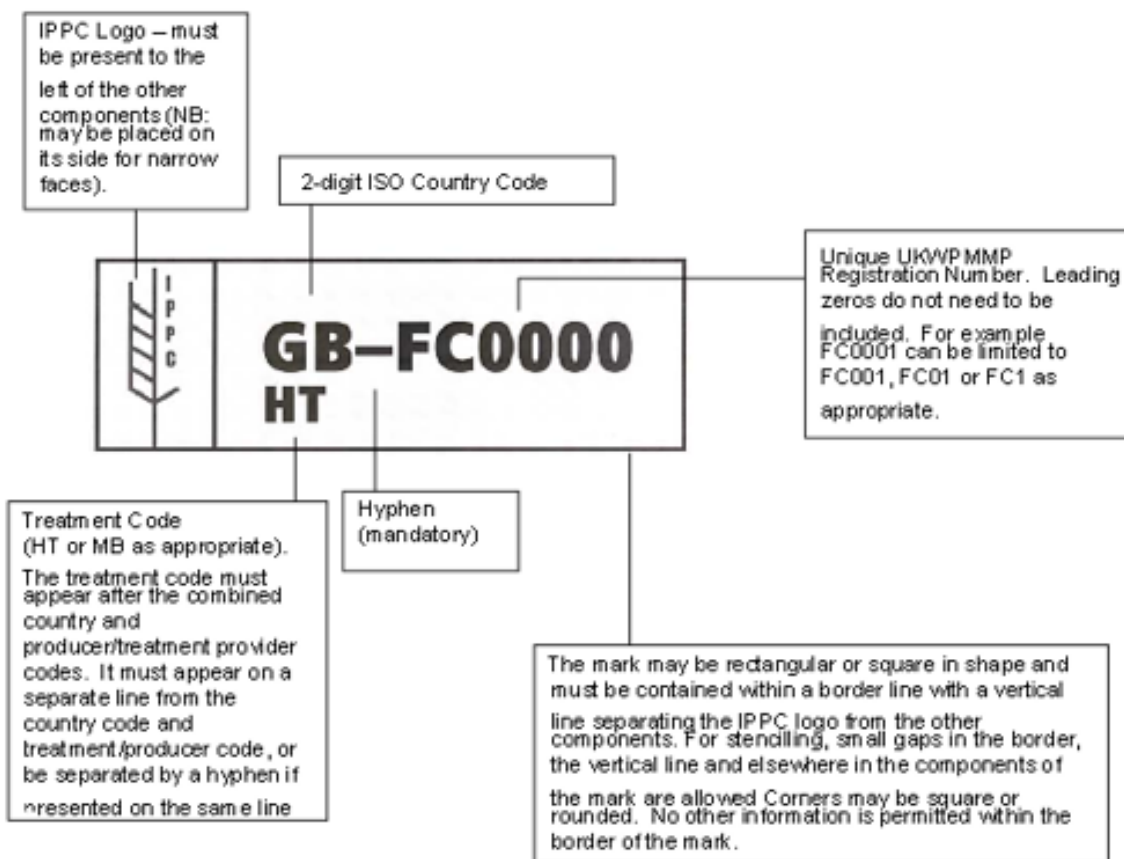 IPPC Logo – must
be present to the
left of the other
components (NB:
may be placed on
its side for narrow
faces).
2-digit ISO Country Code
Unique UKWPMMP
Registration Number.  Leading
zeros do not need to be
included.  For example
FC0001 can be limited to
FC001, FC01 or FC1 as
appropriate.
IPPC
GB–FC0000
HT
Treatment Code
(HT or MB as appropriate).
The treatment code must
appear after the combined
country and
producer/treatment provider
codes.  It must appear on a
separate line from the
country code and
treatment/producer code, or
be separated by a hyphen if
presented on the same line
Hyphen
(mandatory)
The mark may be rectangular or square in shape and
must be contained within a border line with a vertical
line separating the IPPC logo from the other
components. For stencilling, small gaps in the border,
the vertical line and elsewhere in the components of
the mark are allowed Corners may be square or
rounded.  No other information is permitted within the
border of the mark.